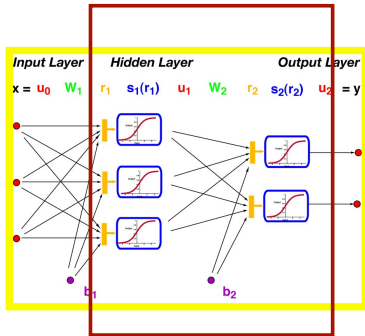 Input Layer Hidden Layer Output Layer
x = u0 W1 r1 s1(r1) u1 W2 r2 s2(r2) u2 = y
b1 b2